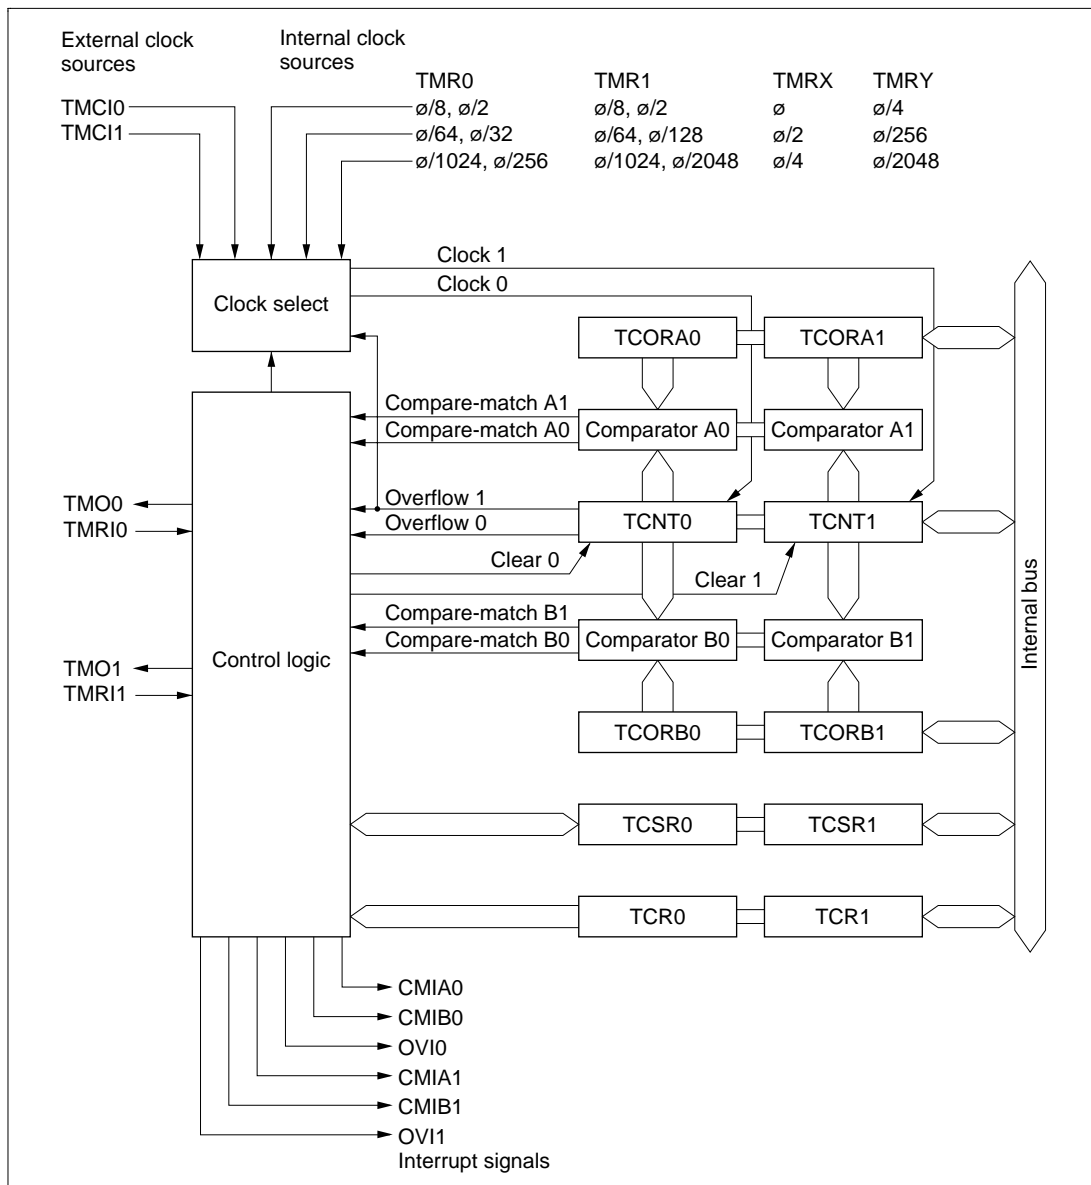 External clock
sources
Internal clock
sources
TMR0 TMR1 TMRX TMRY
TMCI0 ø/8, ø/2 ø/8, ø/2 ø ø/4
TMCI1 ø/64, ø/32 ø/64, ø/128 ø/2 ø/256
ø/1024, ø/256 ø/1024, ø/2048 ø/4 ø/2048
Clock 1
Clock 0
Clock select
TCORA0 TCORA1
Compare-match A1
Compare-match A0
Comparator A0 Comparator A1
TMO0
TMRI0
Overflow 1
Overflow 0
TCNT0 TCNT1
Clear 0
Clear 1
Compare-match B1
Compare-match B0
Comparator B0 Comparator B1
Control logic
TMO1
TMRI1
Internal bus
TCORB0 TCORB1
TCSR0 TCSR1
TCR0 TCR1
CMIA0
CMIB0
OVI0
CMIA1
CMIB1
OVI1
Interrupt signals